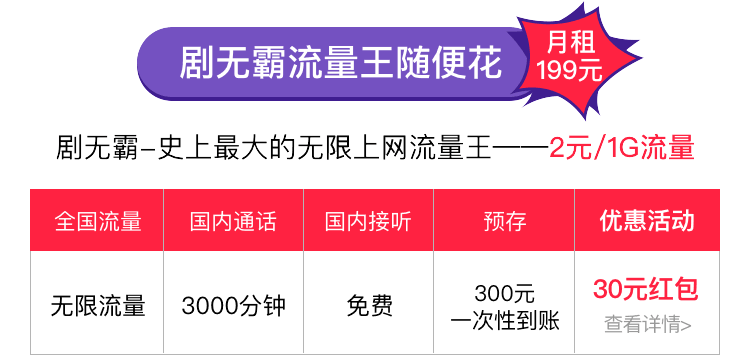 剧无霸流量王随便花
月租
199元
剧无霸-史上最大的无限上网流量王——2元/1G流量
全国流量 国内通话 国内接听 预存 优惠活动
无限流量 3000分钟 免费 300元 30元红包
一次性到账 查看详情>